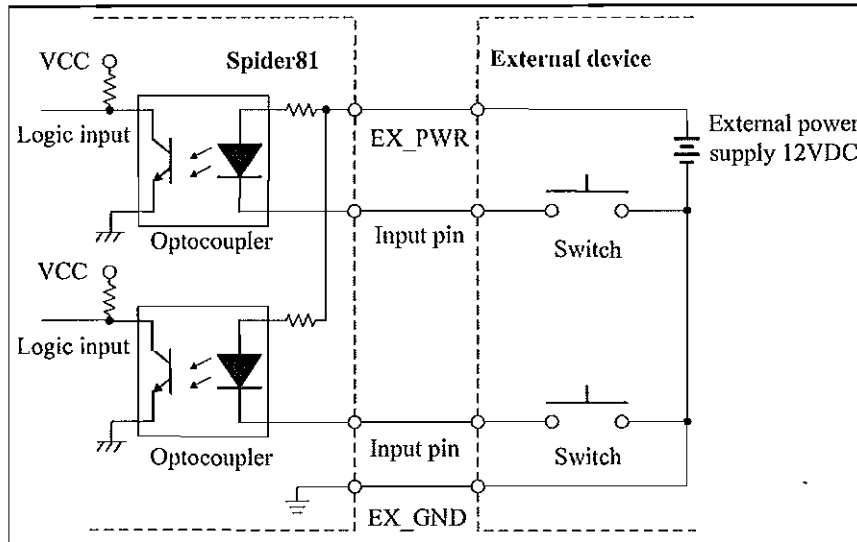 VCC
Spider81
External device
Logic input
EX_PWR
External power
supply 12VDC
Optocoupler
Input pin
Switch
VCC
Logic input
Optocoupler
Input pin
Switch
EX_GND